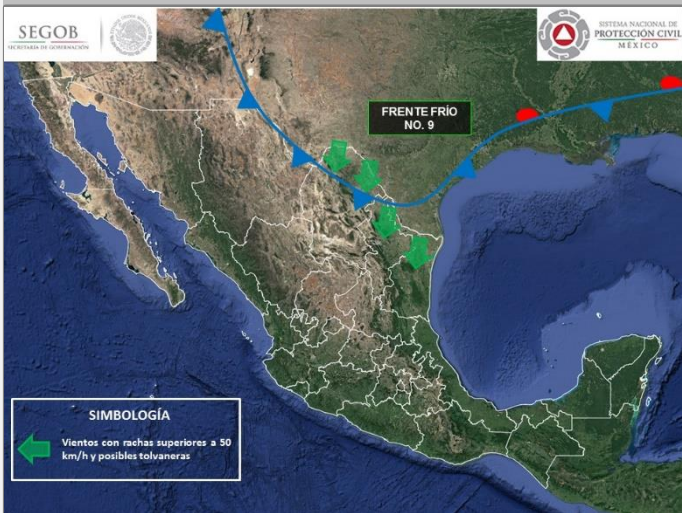 SEGOB
SECRETARÍA DE GOBERNACIÓN
SISTEMA NACIONAL DE
PROTECCIÓN CIVIL
MÉXICO
FRENTE FRÍO
NO. 9
SIMBOLOGÍA
Vientos con rachas superiores a 50
km/h y posibles tolvaneras